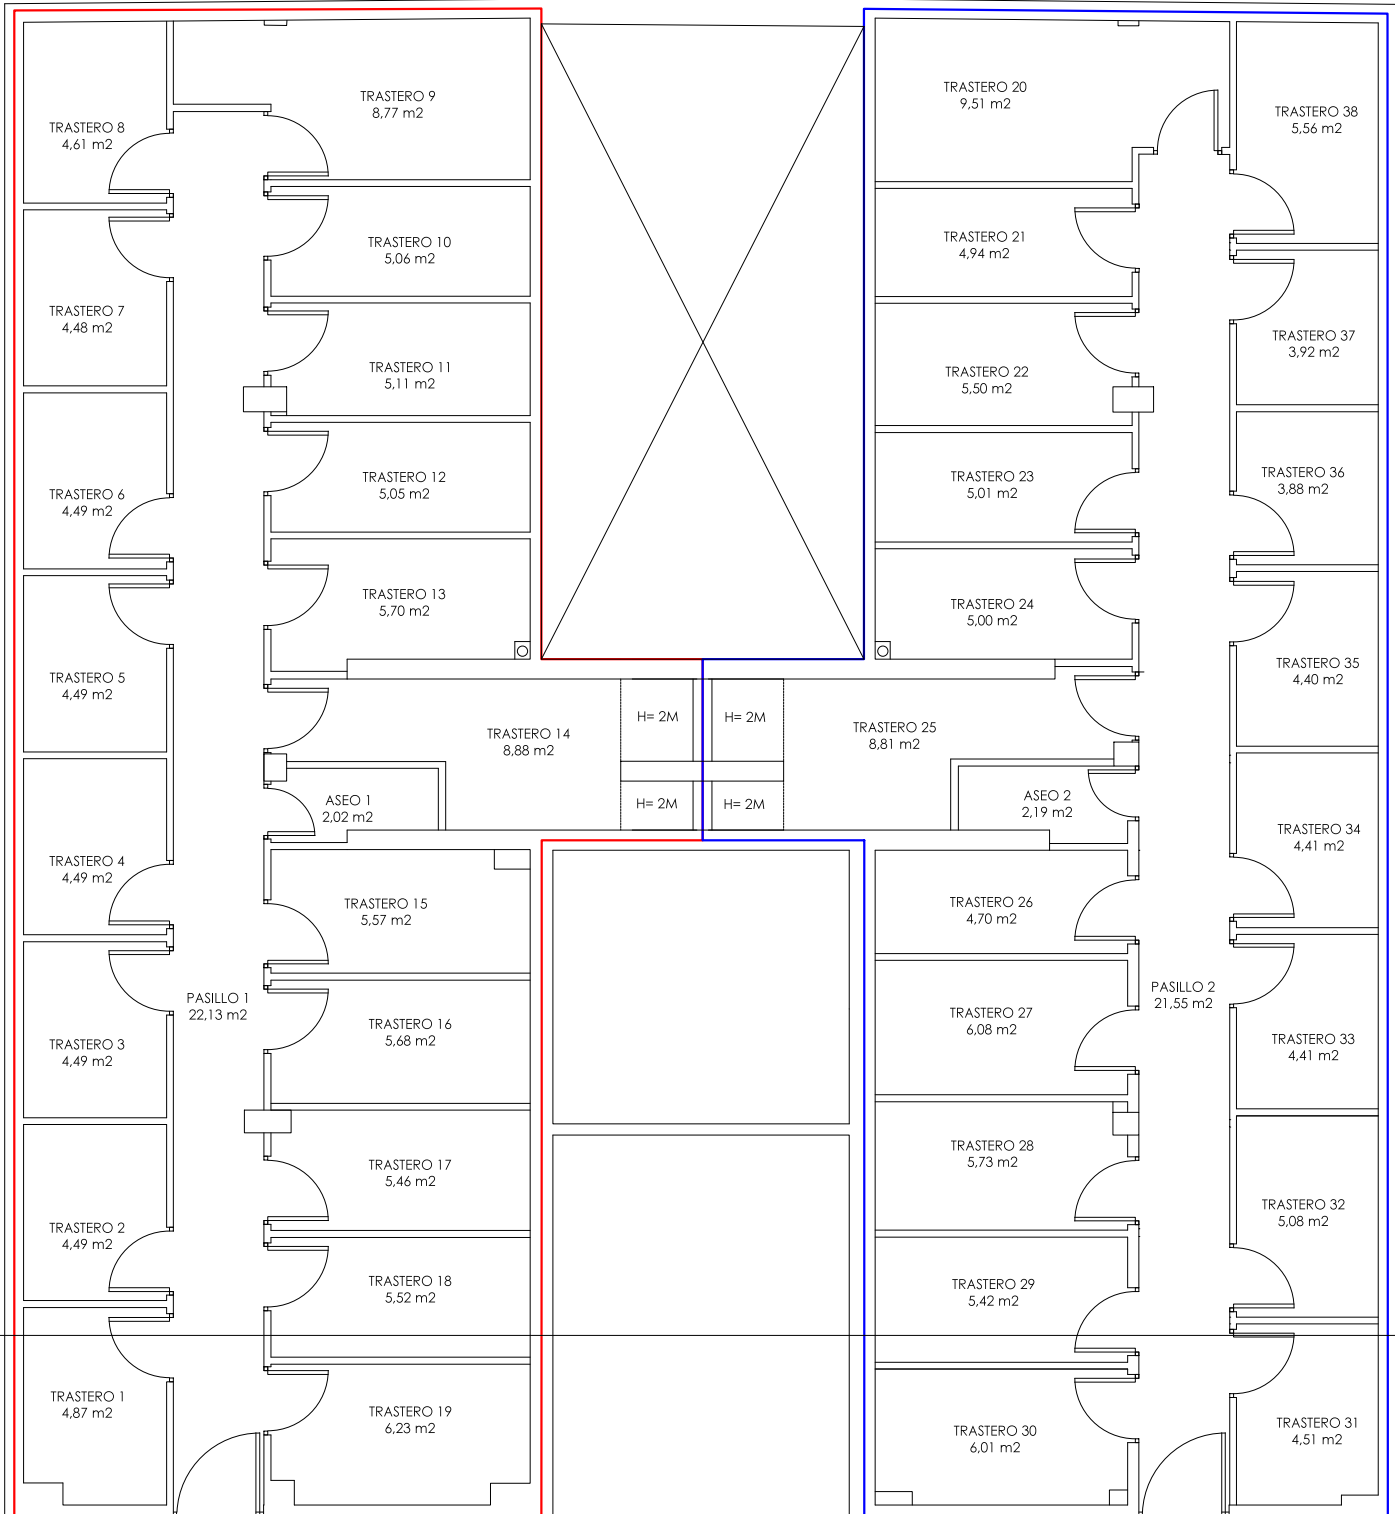 TRASTERO 8
4,61 m2
TRASTERO 7
4,48 m2
TRASTERO 6
4,49 m2
TRASTERO 5
4,49 m2
TRASTERO 4
4,49 m2
TRASTERO 3
4,49 m2
TRASTERO 2
4,49 m2
TRASTERO 1
4,87 m2
PASILLO 1
22,13 m2
TRASTERO 9
8,77 m2
TRASTERO 10
5,06 m2
TRASTERO 11
5,11 m2
TRASTERO 12
5,05 m2
TRASTERO 13
5,70 m2
TRASTERO 14
8,88 m2
ASEO 1
2,02 m2
TRASTERO 15
5,57 m2
TRASTERO 16
5,68 m2
TRASTERO 17
5,46 m2
TRASTERO 18
5,52 m2
TRASTERO 19
6,23 m2
H= 2M
H= 2M
H= 2M
H= 2M
TRASTERO 20
9,51 m2
TRASTERO 21
4,94 m2
TRASTERO 22
5,50 m2
TRASTERO 23
5,01 m2
TRASTERO 24
5,00 m2
TRASTERO 25
8,81 m2
ASEO 2
2,19 m2
TRASTERO 26
4,70 m2
TRASTERO 27
6,08 m2
TRASTERO 28
5,73 m2
TRASTERO 29
5,42 m2
TRASTERO 30
6,01 m2
PASILLO 2
21,55 m2
TRASTERO 38
5,56 m2
TRASTERO 37
3,92 m2
TRASTERO 36
3,88 m2
TRASTERO 35
4,40 m2
TRASTERO 34
4,41 m2
TRASTERO 33
4,41 m2
TRASTERO 32
5,08 m2
TRASTERO 31
4,51 m2